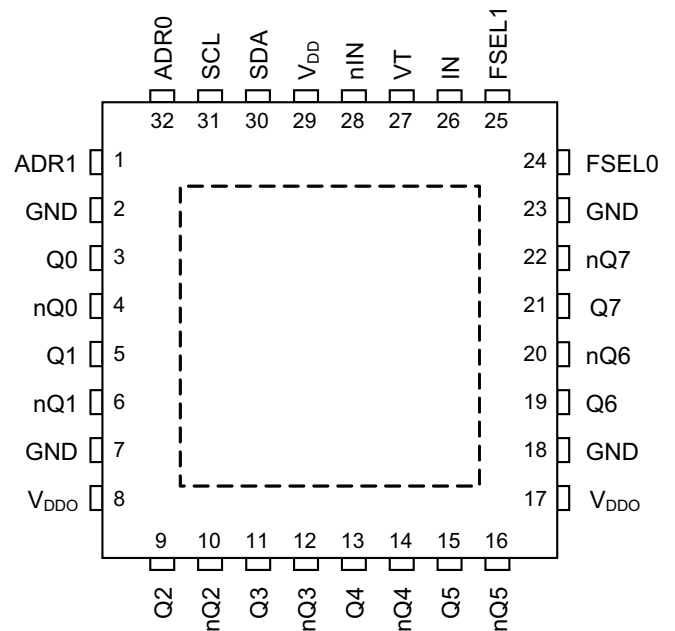 ADR0 SCL SDA VDD nIN VT IN FSEL1
32 31 30 29 28 27 26 25
ADR1 1 24 FSEL0
GND 2 23 GND
Q0 3 22 nQ7
nQ0 4 21 Q7
Q1 5 20 nQ6
nQ1 6 19 Q6
GND 7 18 GND
VDDO 8 17 VDDO
9 10 11 12 13 14 15 16
Q2 nQ2 Q3 nQ3 Q4 nQ4 Q5 nQ5